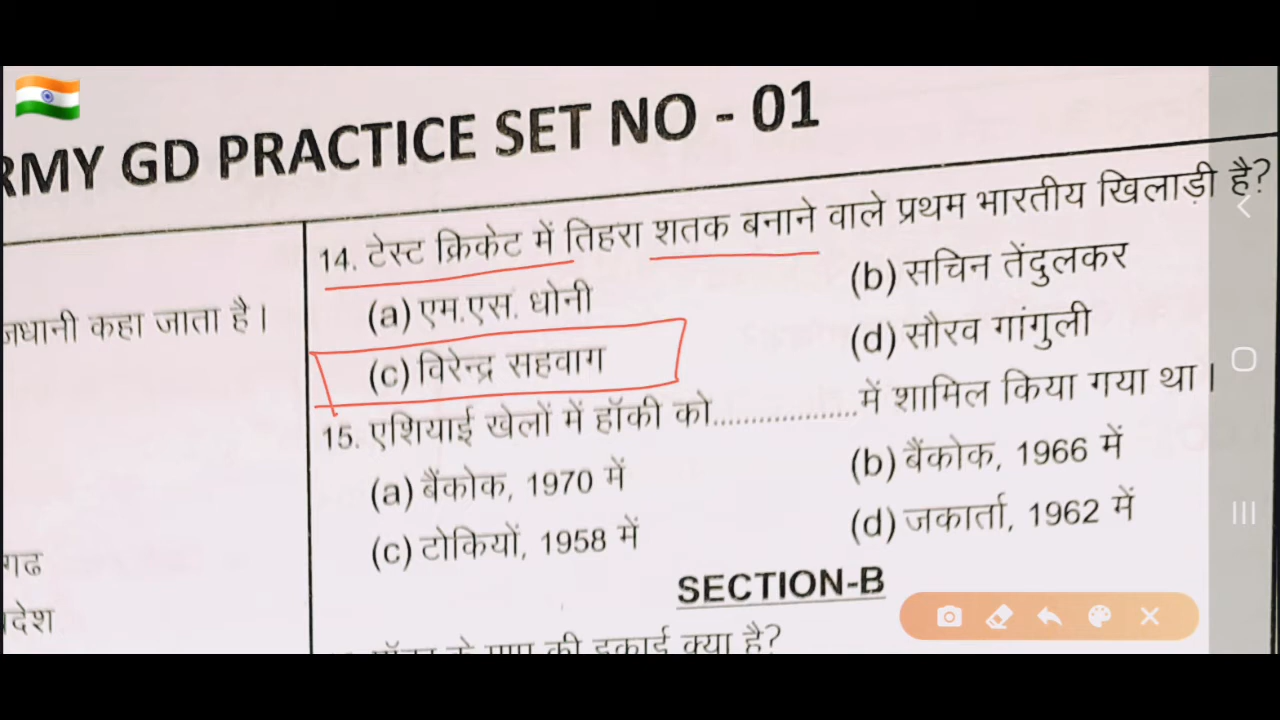 RMY GD PRACTICE SET NO - 01
जधानी कहा जाता है।
गढ
देश
14. टेस्ट क्रिकेट में तिहरा शतक बनाने वाले प्रथम भारतीय खिलाड़ी है?
(a) एम.एस. धोनी (b) सचिन तेंदुलकर
(c) विरेन्द्र सहवाग (d) सौरव गांगुली
15. एशियाई खेलों में हॉकी को..................में शामिल किया गया था।
(a) बैंकोक, 1970 में (b) बैंकोक, 1966 में
(c) टोकियों, 1958 में (d) जकार्ता, 1962 में
SECTION-B
की इकाई क्या है?